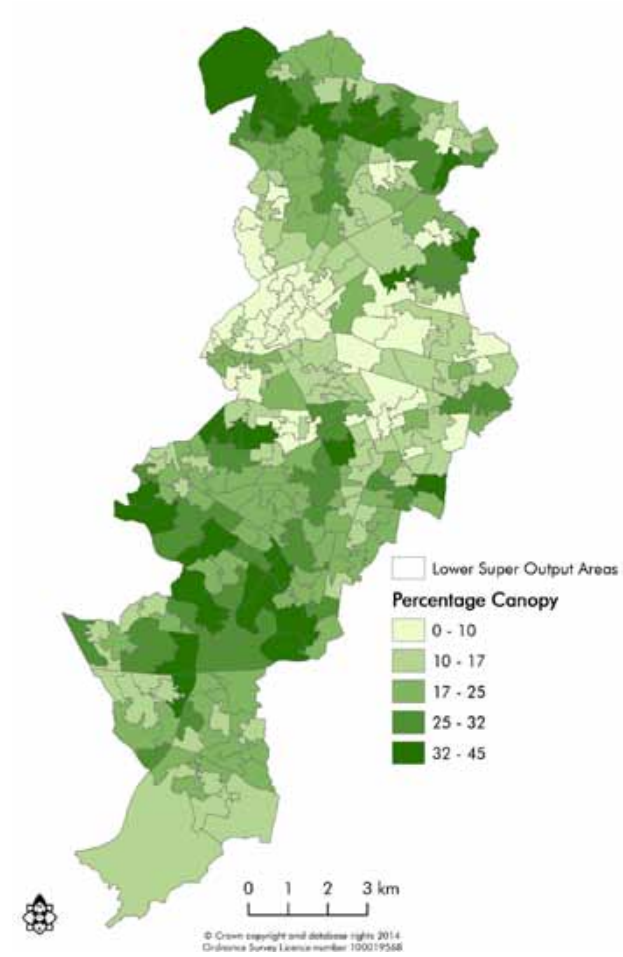 Lower Super Output Areas
Percentage Canopy
0 - 10
10 - 17
17 - 25
25 - 32
32 - 45
0 1 2 3 km
© Crown copyright and database rights 2014
Ordnance Survey Licence number 100019568